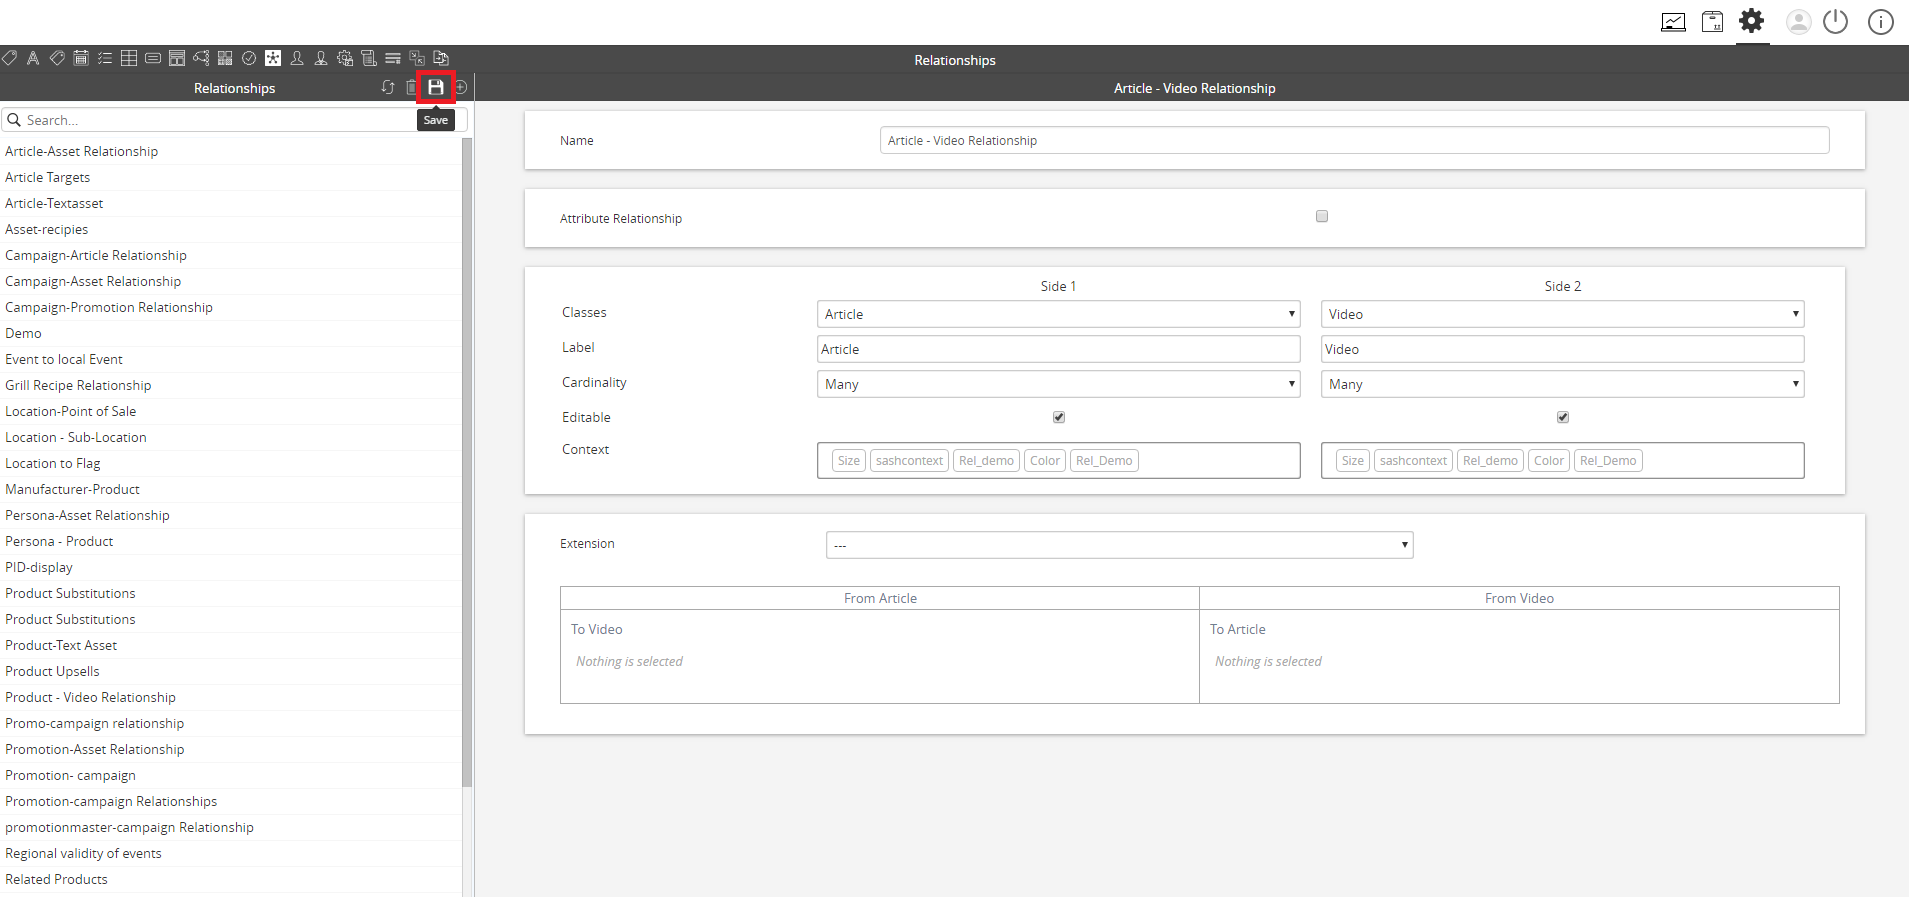 Relationships
Relationships
Article - Video Relationship
Search...
Save
Article-Asset Relationship
Article Targets
Article-Textasset
Asset-recipies
Campaign-Article Relationship
Campaign-Asset Relationship
Campaign-Promotion Relationship
Demo
Event to local Event
Grill Recipe Relationship
Location-Point of Sale
Location - Sub-Location
Location to Flag
Manufacturer-Product
Persona-Asset Relationship
Persona - Product
PID-display
Product Substitutions
Product Substitutions
Product-Text Asset
Product Upsells
Product - Video Relationship
Promo-campaign relationship
Promotion-Asset Relationship
Promotion- campaign
Promotion-campaign Relationships
promotionmaster-campaign Relationship
Regional validity of events
Related Products
Name Article - Video Relationship
Attribute Relationship
Side 1 Side 2
Classes Article Video
Label Article Video
Cardinality Many Many
Editable
Context Size sashcontext Rel_demo Color Rel_Demo Size sashcontext Rel_demo Color Rel_Demo
Extension ---
From Article From Video
To Video To Article
Nothing is selected Nothing is selected